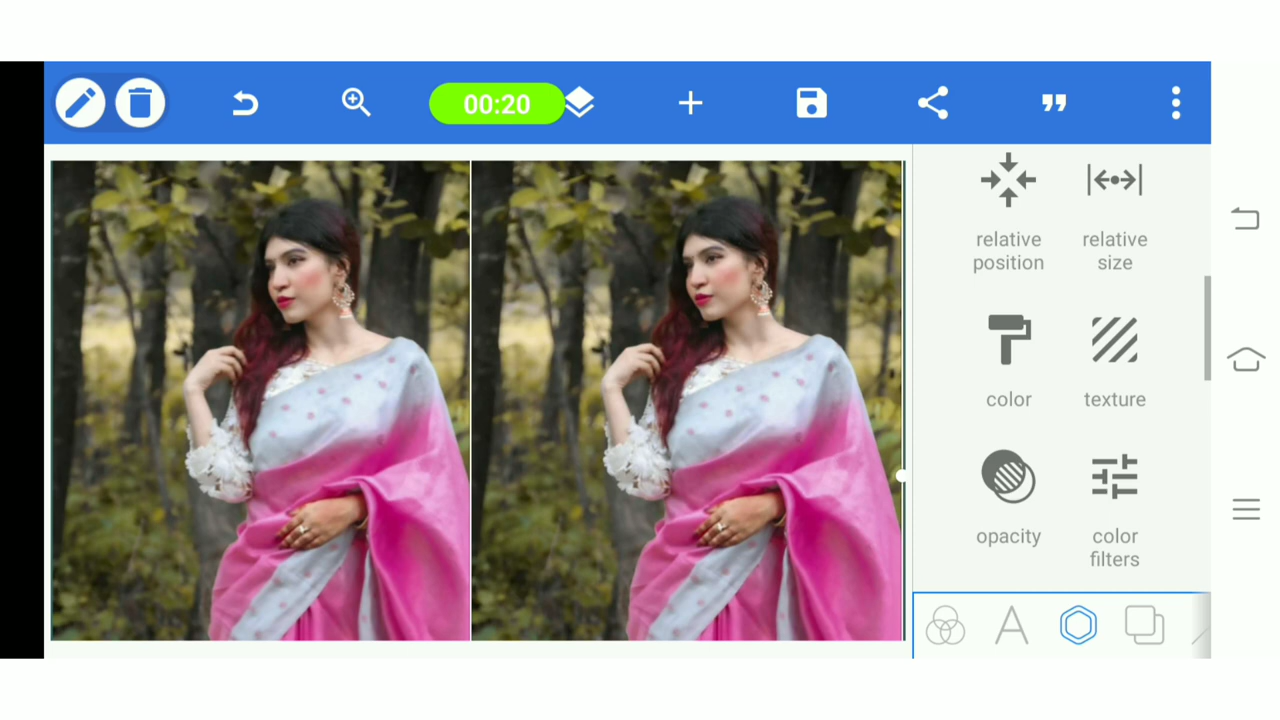 00:20
relative
position
relative
size
color
texture
opacity
color
filters